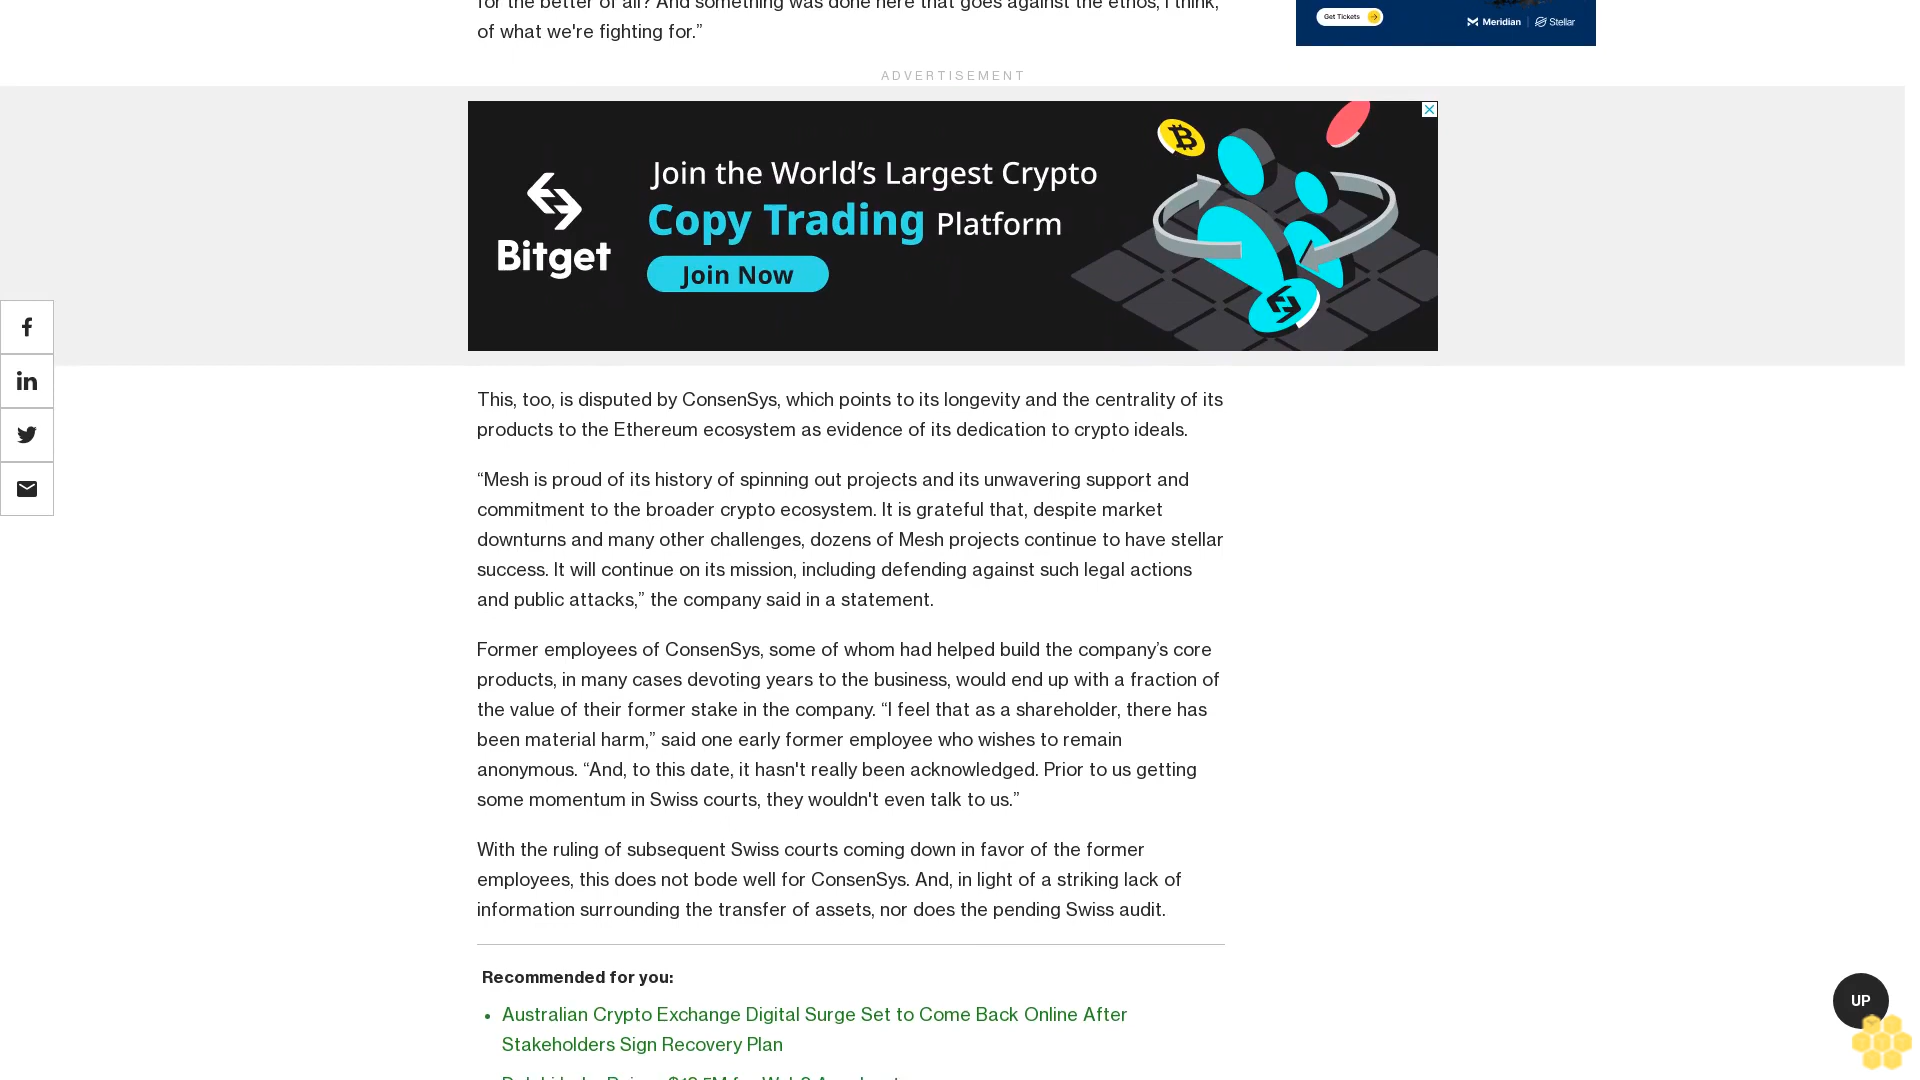 for the better of all? And something was done here that goes against the ethos, I think,
of what we're fighting for.”
Get Tickets
Meridian | Stellar
ADVERTISEMENT
Bitget
Join the World’s Largest Crypto
Copy Trading Platform
Join Now
This, too, is disputed by ConsenSys, which points to its longevity and the centrality of its
products to the Ethereum ecosystem as evidence of its dedication to crypto ideals.
“Mesh is proud of its history of spinning out projects and its unwavering support and
commitment to the broader crypto ecosystem. It is grateful that, despite market
downturns and many other challenges, dozens of Mesh projects continue to have stellar
success. It will continue on its mission, including defending against such legal actions
and public attacks,” the company said in a statement.
Former employees of ConsenSys, some of whom had helped build the company’s core
products, in many cases devoting years to the business, would end up with a fraction of
the value of their former stake in the company. “I feel that as a shareholder, there has
been material harm,” said one early former employee who wishes to remain
anonymous. “And, to this date, it hasn't really been acknowledged. Prior to us getting
some momentum in Swiss courts, they wouldn't even talk to us.”
With the ruling of subsequent Swiss courts coming down in favor of the former
employees, this does not bode well for ConsenSys. And, in light of a striking lack of
information surrounding the transfer of assets, nor does the pending Swiss audit.
Recommended for you:
Australian Crypto Exchange Digital Surge Set to Come Back Online After
Stakeholders Sign Recovery Plan
UP